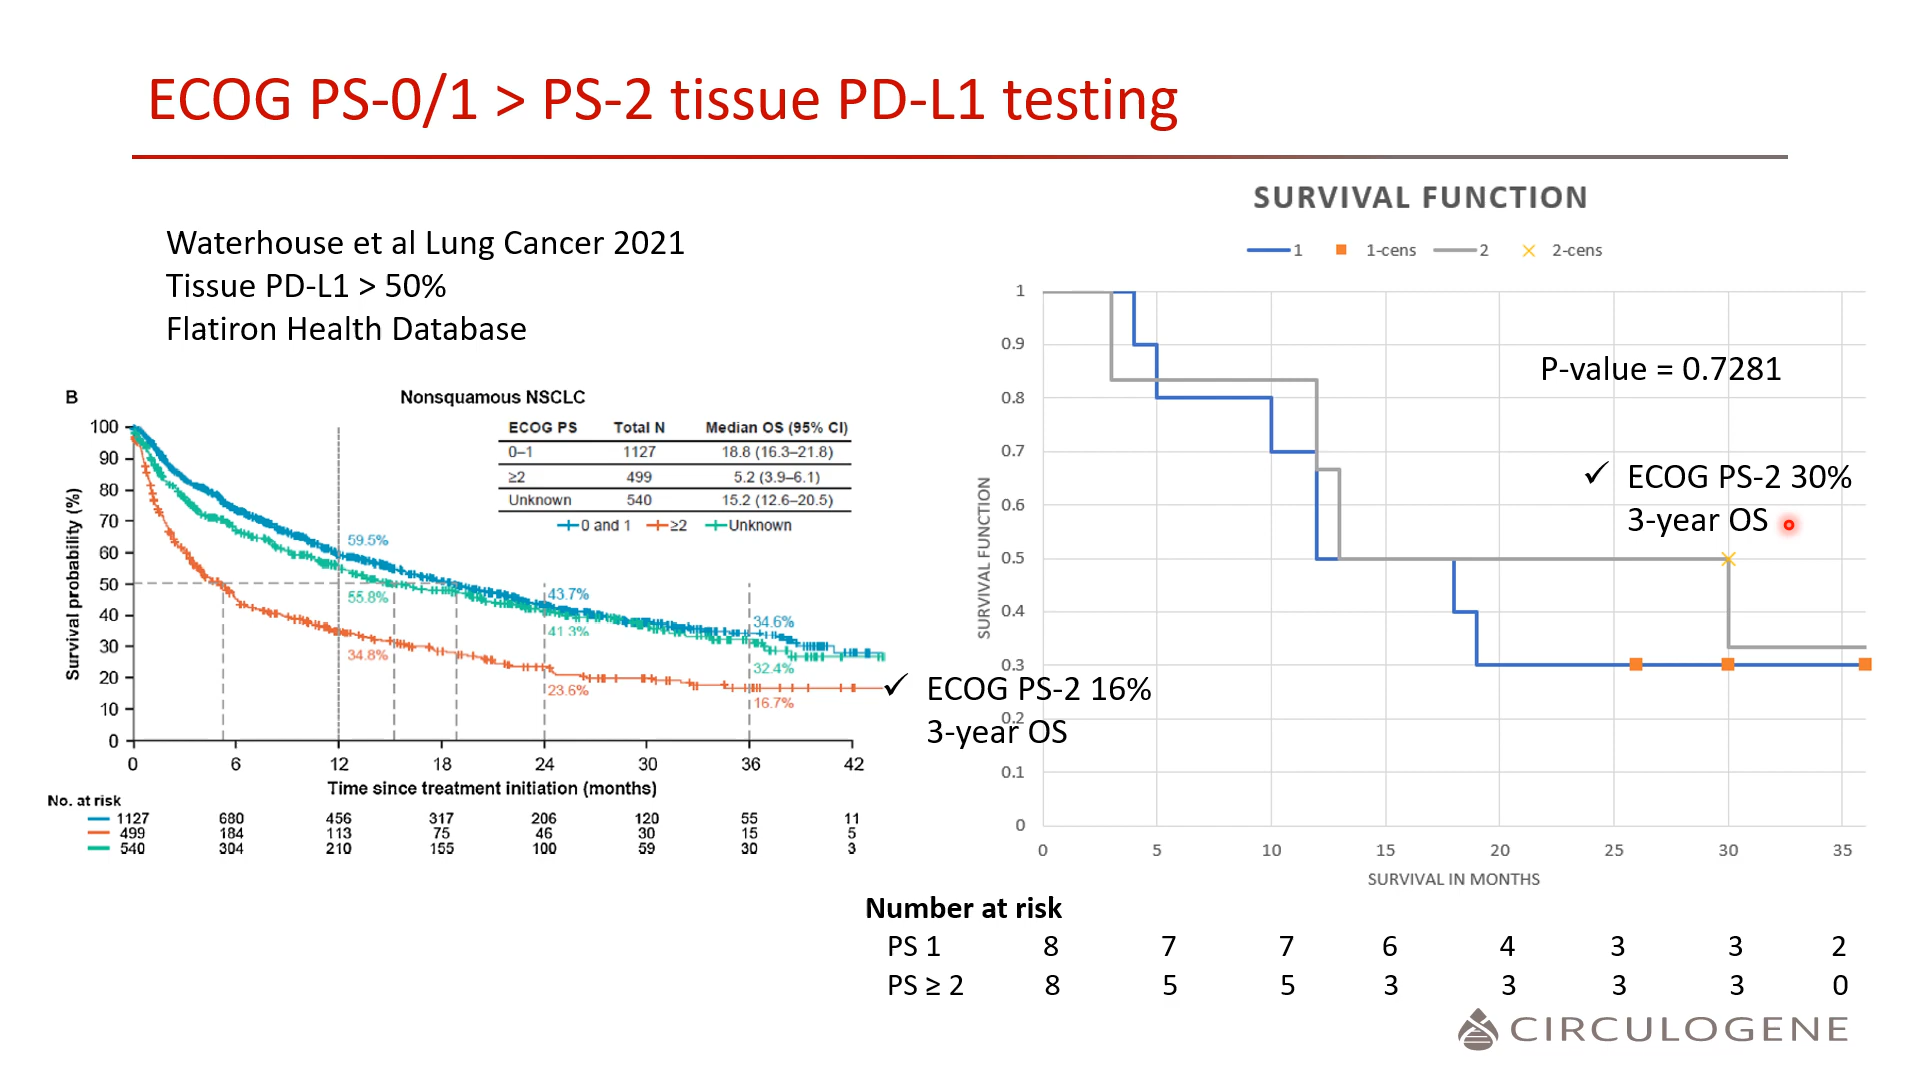 ECOG PS-0/1 > PS-2 tissue PD-L1 testing
Waterhouse et al Lung Cancer 2021
Tissue PD-L1 > 50%
Flatiron Health Database
B
Nonsquamous NSCLC
ECOG PS Total N Median OS (95% CI)
0–1 1127 18.8 (16.3–21.8)
≥2 499 5.2 (3.9–6.1)
Unknown 540 15.2 (12.6–20.5)
0 and 1 ≥2 Unknown
Survival probability (%)
100
90
80
70
60
50
40
30
20
10
0
59.5%
55.8%
34.8%
43.7%
41.3%
23.6%
34.6%
32.4%
16.7%
0 6 12 18 24 30 36 42
Time since treatment initiation (months)
No. at risk
1127 680 456 317 206 120 55 11
499 184 113 75 46 30 15 5
540 304 210 155 100 59 30 3
✓ ECOG PS-2 16%
3-year OS
SURVIVAL FUNCTION
1 1-cens 2 2-cens
SURVIVAL FUNCTION
1
0.9
0.8
0.7
0.6
0.5
0.4
0.3
0.2
0.1
0
P-value = 0.7281
✓ ECOG PS-2 30%
3-year OS
0 5 10 15 20 25 30 35
SURVIVAL IN MONTHS
Number at risk
PS 1 8 7 7 6 4 3 3 2
PS ≥ 2 8 5 5 3 3 3 3 0
CIRCULOGENE